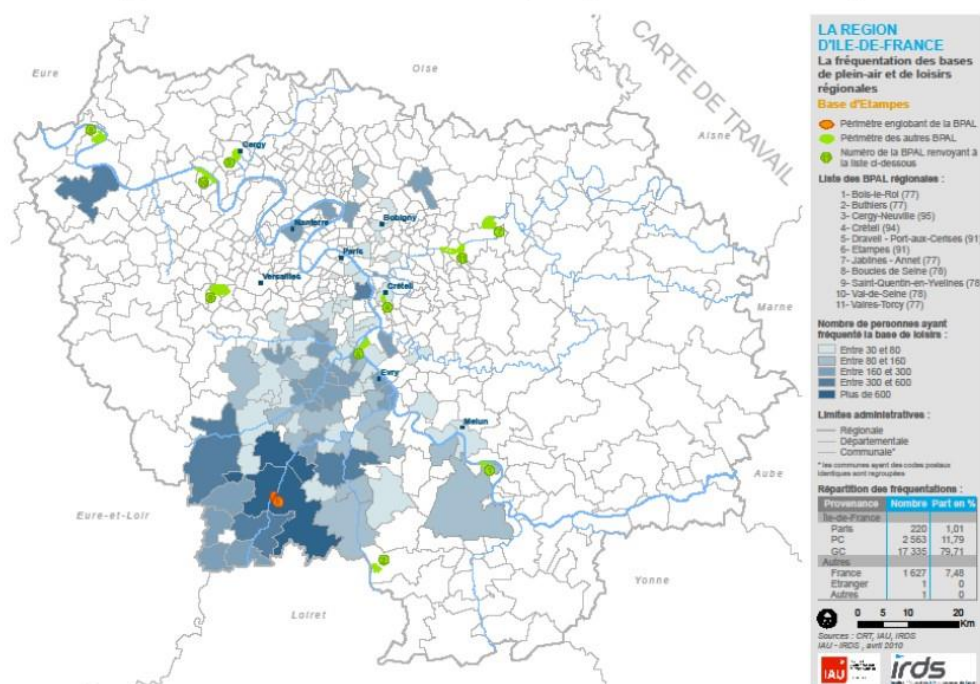 CARTE DE TRAVAIL
Eure
Oise
Aisne
Cergy
Bobigny
Nanterre
Paris
Versailles
Créteil
Marne
Evry
Melun
Aube
Eure-et-Loir
Yonne
Loiret
LA REGION
D'ILE-DE-FRANCE
La fréquentation des bases
de plein-air et de loisirs
régionales
Base d'Etampes
Périmètre englobant de la BPAL
Périmètre des autres BPAL
Numéro de la BPAL renvoyant à
la liste ci-dessous
Liste des BPAL régionales :
1- Bois-le-Roi (77)
2- Buthiers (77)
3- Cergy-Neuville (95)
4- Créteil (94)
5- Draveil - Port-aux-Cerises (91)
6- Etampes (91)
7- Jablines - Annet (77)
8- Boucles de Seine (78)
9- Saint-Quentin-en-Yvelines (78)
10- Val-de-Seine (78)
11- Vaires-Torcy (77)
Nombre de personnes ayant
fréquenté la base de loisirs :
Entre 30 et 80
Entre 80 et 160
Entre 160 et 300
Entre 300 et 600
Plus de 600
Limites administratives :
Régionale
Départementale
Communale*
* les communes ayant des codes postaux
identiques sont regroupées
Répartition des fréquentations :
Provenance Nombre Part en %
Ile-de-France
Paris 220 1,01
PC 2 563 11,79
GC 17 335 79,71
Autres
France 1 627 7,48
Etranger 1 0
Autres 1 0
0 5 10 20
Km
Sources : CRT, IAU, IRDS
IAU - IRDS , avril 2010
IAU
irds